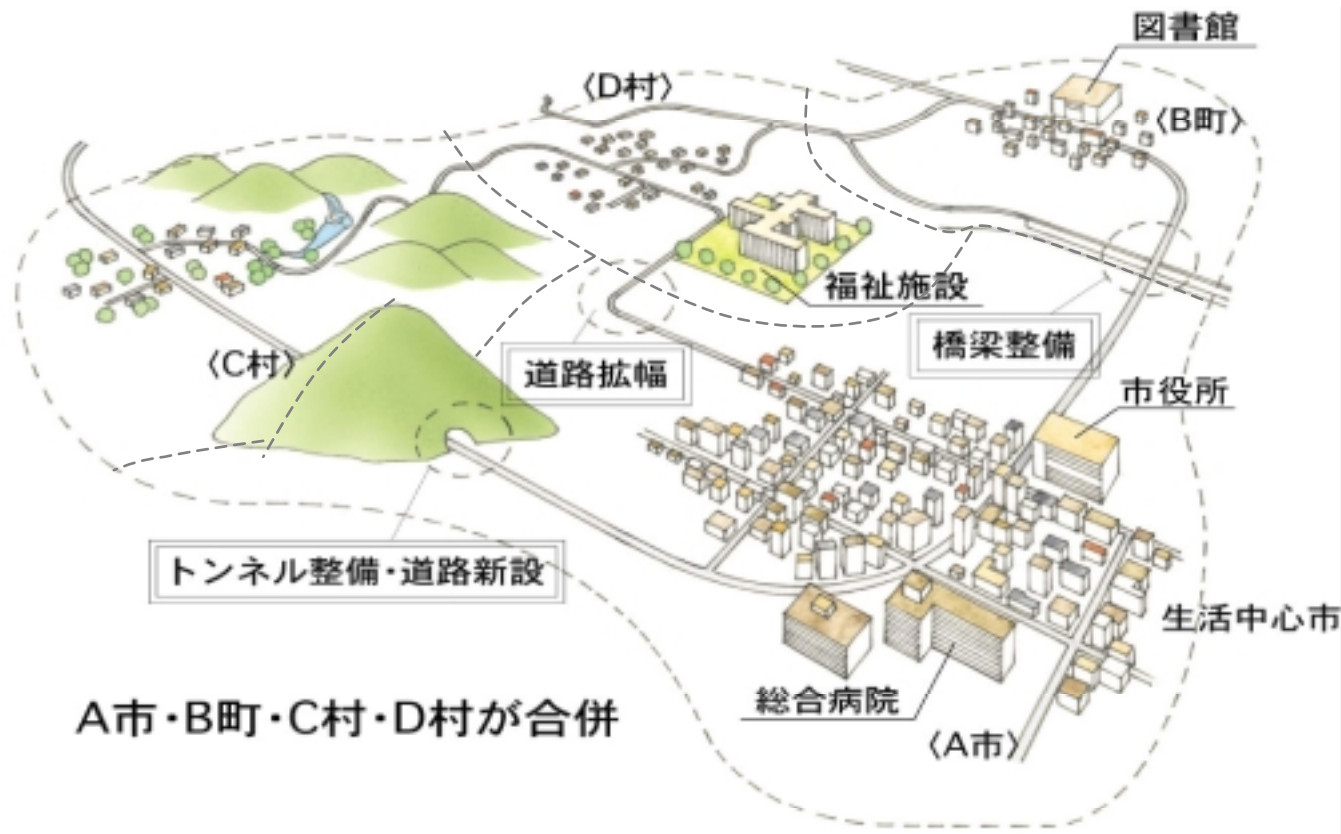 図書館
〈D村〉
〈B町〉
福祉施設
橋梁整備
〈C村〉
道路拡幅
市役所
トンネル整備・道路新設
生活中心市
総合病院
A市・B町・C村・D村が合併
〈A市〉